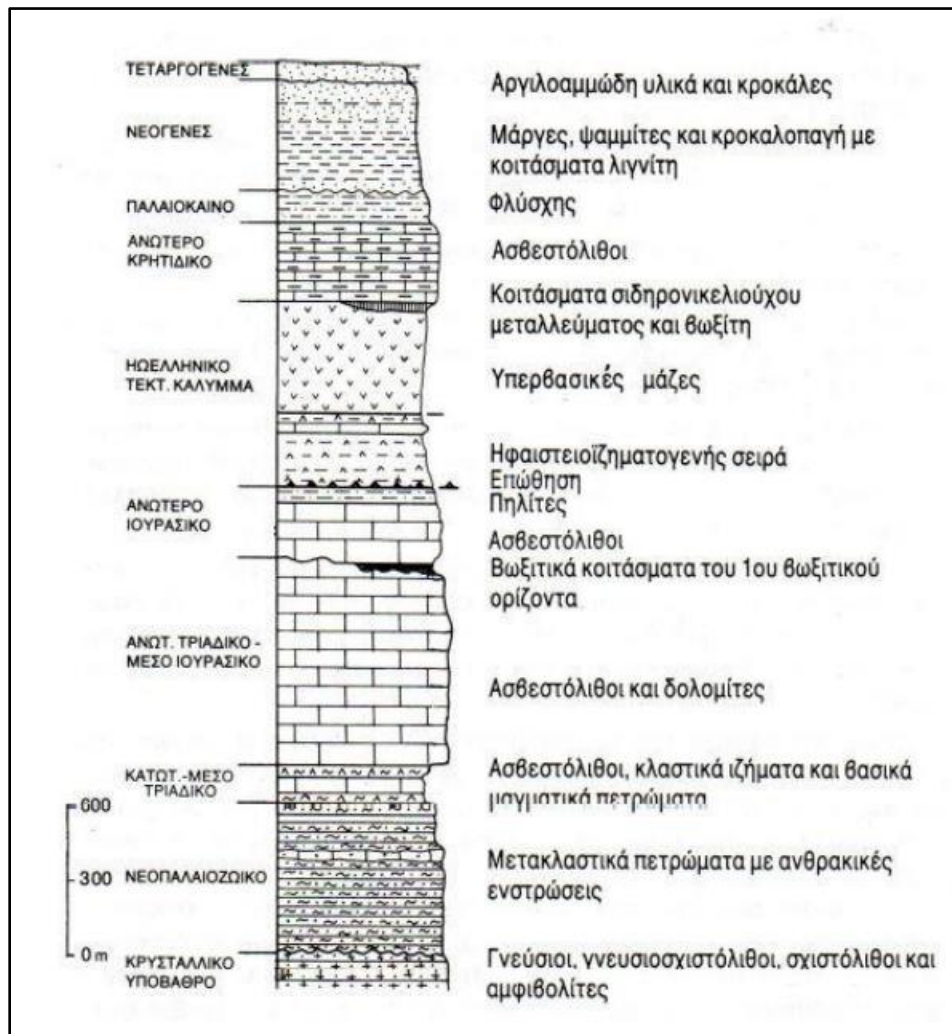 ΤΕΤΑΡΓΟΓΕΝΕΣ
Αργιλοαμμώδη υλικά και κροκάλες
ΝΕΟΓΕΝΕΣ
Μάργες, ψαμμίτες και κροκαλοπαγή με
κοιτάσματα λιγνίτη
ΠΑΛΑΙΟΚΑΙΝΟ
Φλύσχης
ΑΝΩΤΕΡΟ
ΚΡΗΤΙΔΙΚΟ
Ασβεστόλιθοι
Κοιτάσματα σιδηρονικελιούχου
μεταλλεύματος και βωξίτη
ΗΩΕΛΛΗΝΙΚΟ
ΤΕΚΤ. ΚΑΛΥΜΜΑ
Υπερβασικές μάζες
Ηφαιστειοϊζηματογενής σειρά
Επώθηση
Πηλίτες
ΑΝΩΤΕΡΟ
ΙΟΥΡΑΣΙΚΟ
Ασβεστόλιθοι
Βωξιτικά κοιτάσματα του 1ου βωξιτικού
ορίζοντα
ΑΝΩΤ. ΤΡΙΑΔΙΚΟ -
ΜΕΣΟ ΙΟΥΡΑΣΙΚΟ
Ασβεστόλιθοι και δολομίτες
ΚΑΤΩΤ.-ΜΕΣΟ
ΤΡΙΑΔΙΚΟ
Ασβεστόλιθοι, κλαστικά ιζήματα και βασικά
μαγματικά πετρώματα
600
300
0 m
ΝΕΟΠΑΛΑΙΟΖΩΙΚΟ
Μετακλαστικά πετρώματα με ανθρακικές
ενστρώσεις
ΚΡΥΣΤΑΛΛΙΚΟ
ΥΠΟΒΑΘΡΟ
Γνεύσιοι, γνευσιοσχιστόλιθοι, σχιστόλιθοι και
αμφιβολίτες